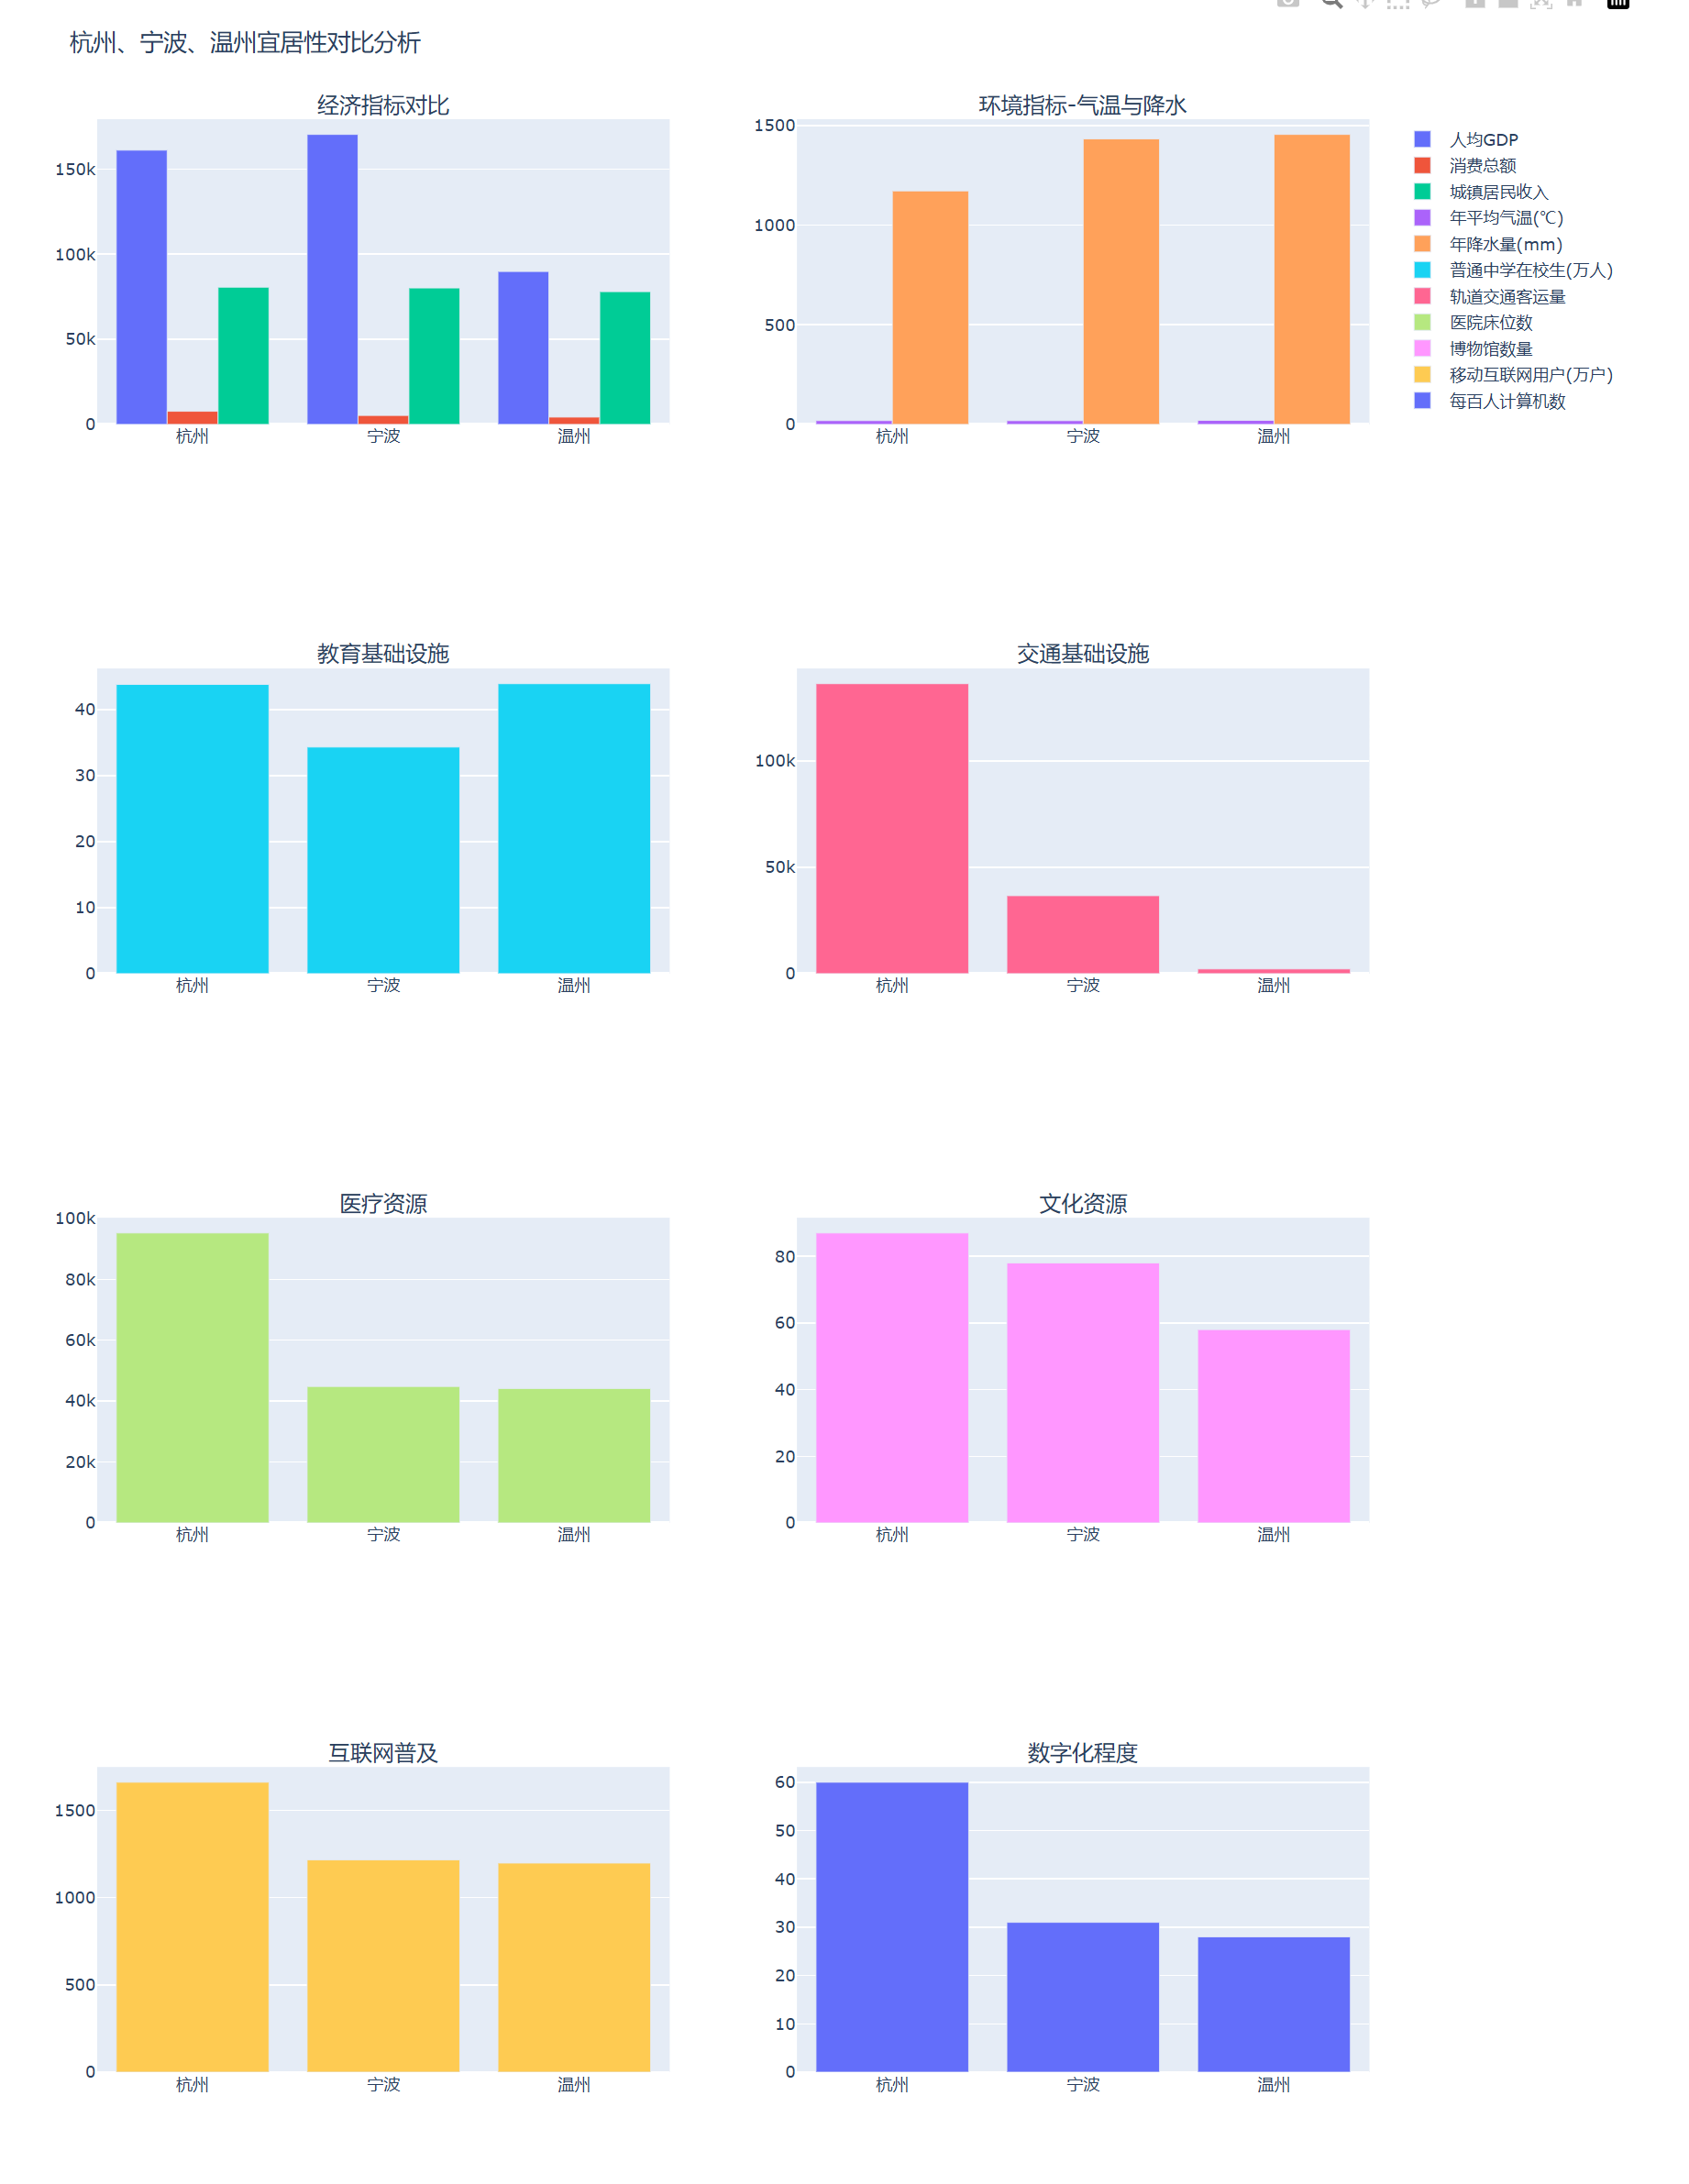 杭州、宁波、温州宜居性对比分析
经济指标对比
150k
100k
50k
0
杭州 宁波 温州
环境指标-气温与降水
1500
1000
500
0
杭州 宁波 温州
人均GDP
消费总额
城镇居民收入
年平均气温(℃)
年降水量(mm)
普通中学在校生(万人)
轨道交通客运量
医院床位数
博物馆数量
移动互联网用户(万户)
每百人计算机数
教育基础设施
40
30
20
10
0
杭州 宁波 温州
交通基础设施
100k
50k
0
杭州 宁波 温州
医疗资源
100k
80k
60k
40k
20k
0
杭州 宁波 温州
文化资源
80
60
40
20
0
杭州 宁波 温州
互联网普及
1500
1000
500
0
杭州 宁波 温州
数字化程度
60
50
40
30
20
10
0
杭州 宁波 温州